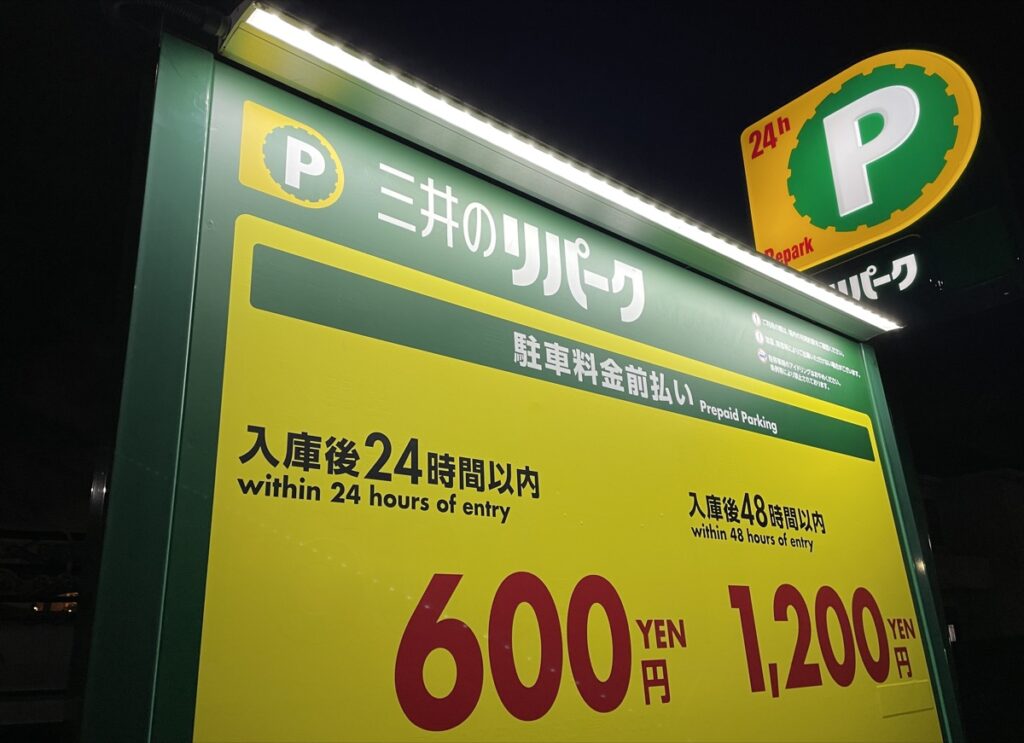 P
三井のリパーク
24h
P
Repark
リパーク
駐車料金前払い Prepaid Parking
入庫後24時間以内
within 24 hours of entry
600 YEN 円
入庫後48時間以内
within 48 hours of entry
1,200 YEN 円